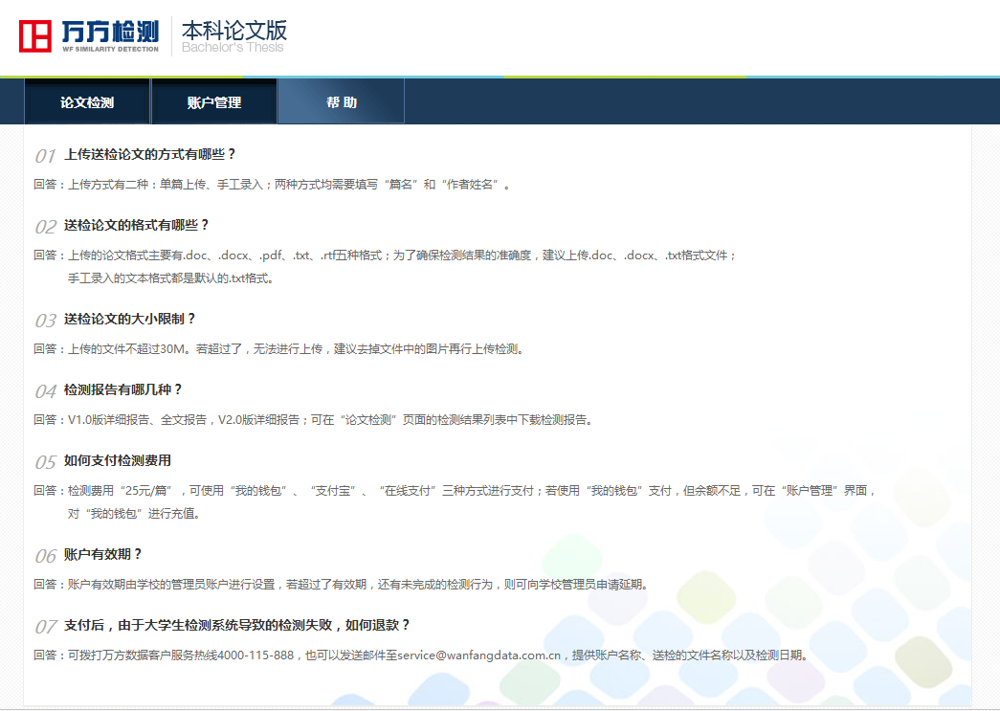 万方检测
WF SIMILARITY DETECTION
本科论文版
Bachelor's Thesis
论文检测
账户管理
帮 助
01 上传送检论文的方式有哪些？
回答：上传方式有二种：单篇上传、手工录入；两种方式均需要填写“篇名”和“作者姓名”。
02 送检论文的格式有哪些？
回答：上传的论文格式主要有.doc、.docx、.pdf、.txt、.rtf五种格式；为了确保检测结果的准确度，建议上传.doc、.docx、.txt格式文件；
手工录入的文本格式都是默认的.txt格式。
03 送检论文的大小限制？
回答：上传的文件不超过30M。若超过了，无法进行上传，建议去掉文件中的图片再行上传检测。
04 检测报告有哪几种？
回答：V1.0版详细报告、全文报告，V2.0版详细报告；可在“论文检测”页面的检测结果列表中下载检测报告。
05 如何支付检测费用
回答：检测费用“25元/篇”，可使用“我的钱包”、“支付宝”、“在线支付”三种方式进行支付；若使用“我的钱包”支付，但余额不足，可在“账户管理”界面，
对“我的钱包”进行充值。
06 账户有效期？
回答：账户有效期由学校的管理员账户进行设置，若超过了有效期，还有未完成的检测行为，则可向学校管理员申请延期。
07 支付后，由于大学生检测系统导致的检测失败，如何退款？
回答：可拨打万方数据客户服务热线4000-115-888，也可以发送邮件至service@wanfangdata.com.cn，提供账户名称、送检的文件名称以及检测日期。